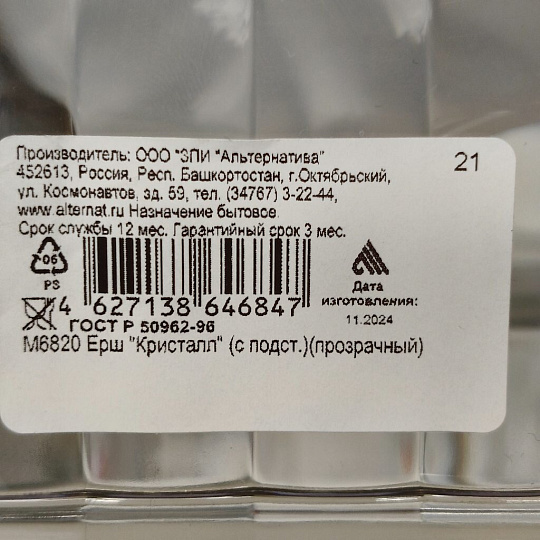 Производитель: ООО "ЗПИ "Альтернатива"
21
452613, Россия, Респ. Башкортостан, г.Октябрьский,
ул. Космонавтов, зд. 59, тел. (34767) 3-22-44,
www.alternat.ru Назначение бытовое.
Срок службы 12 мес. Гарантийный срок 3 мес.
06
PS
4 627138 646847
Дата
изготовления:
11.2024
ГОСТ Р 50962-96
М6820 Ерш "Кристалл" (с подст.)(прозрачный)